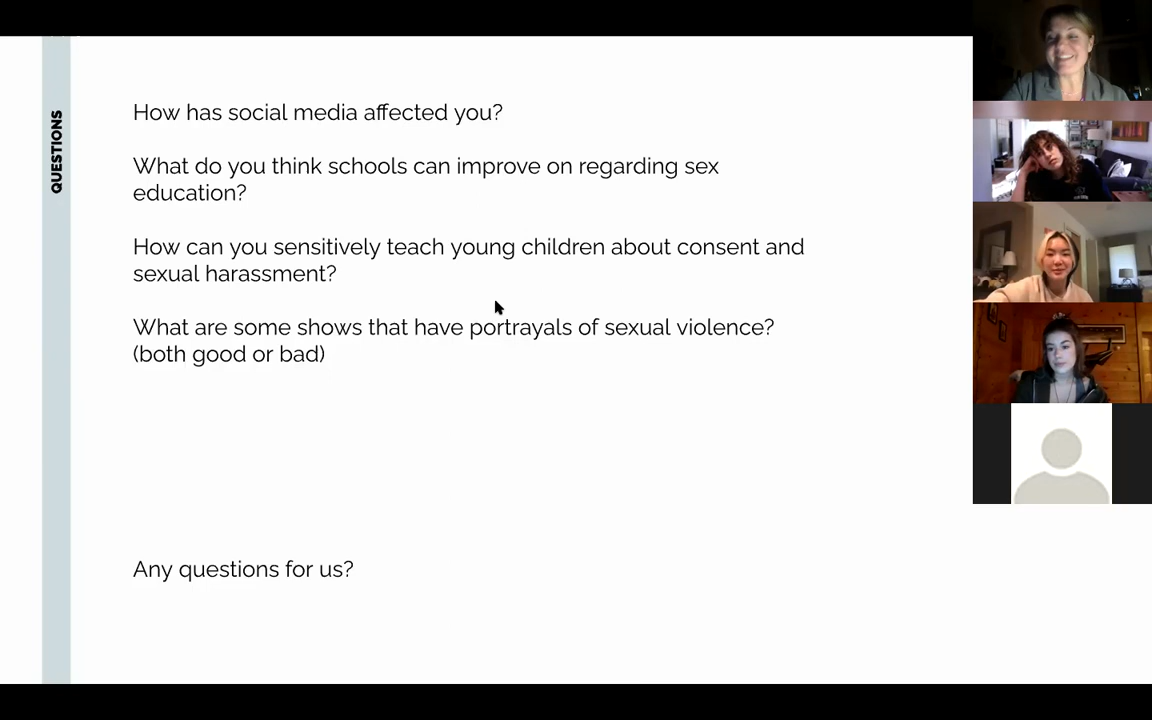 QUESTIONS
How has social media affected you?
What do you think schools can improve on regarding sex
education?
How can you sensitively teach young children about consent and
sexual harassment?
What are some shows that have portrayals of sexual violence?
(both good or bad)
Any questions for us?